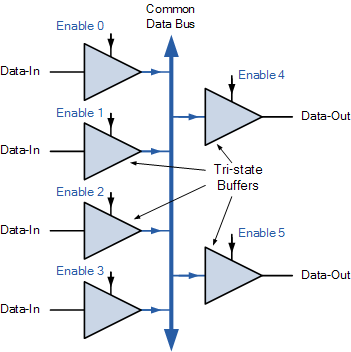 Common
Data Bus
Enable 0
Data-In
Enable 4
Data-Out
Enable 1
Data-In
Tri-state
Buffers
Enable 2
Data-In
Enable 5
Enable 3
Data-Out
Data-In